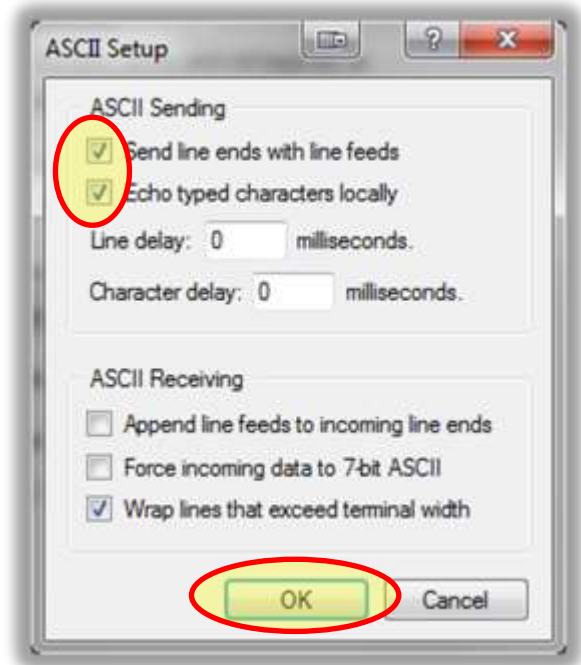 ASCII Setup
ASCII Sending
Send line ends with line feeds
Echo typed characters locally
Line delay: 0 milliseconds.
Character delay: 0 milliseconds.
ASCII Receiving
Append line feeds to incoming line ends
Force incoming data to 7-bit ASCII
Wrap lines that exceed terminal width
OK Cancel